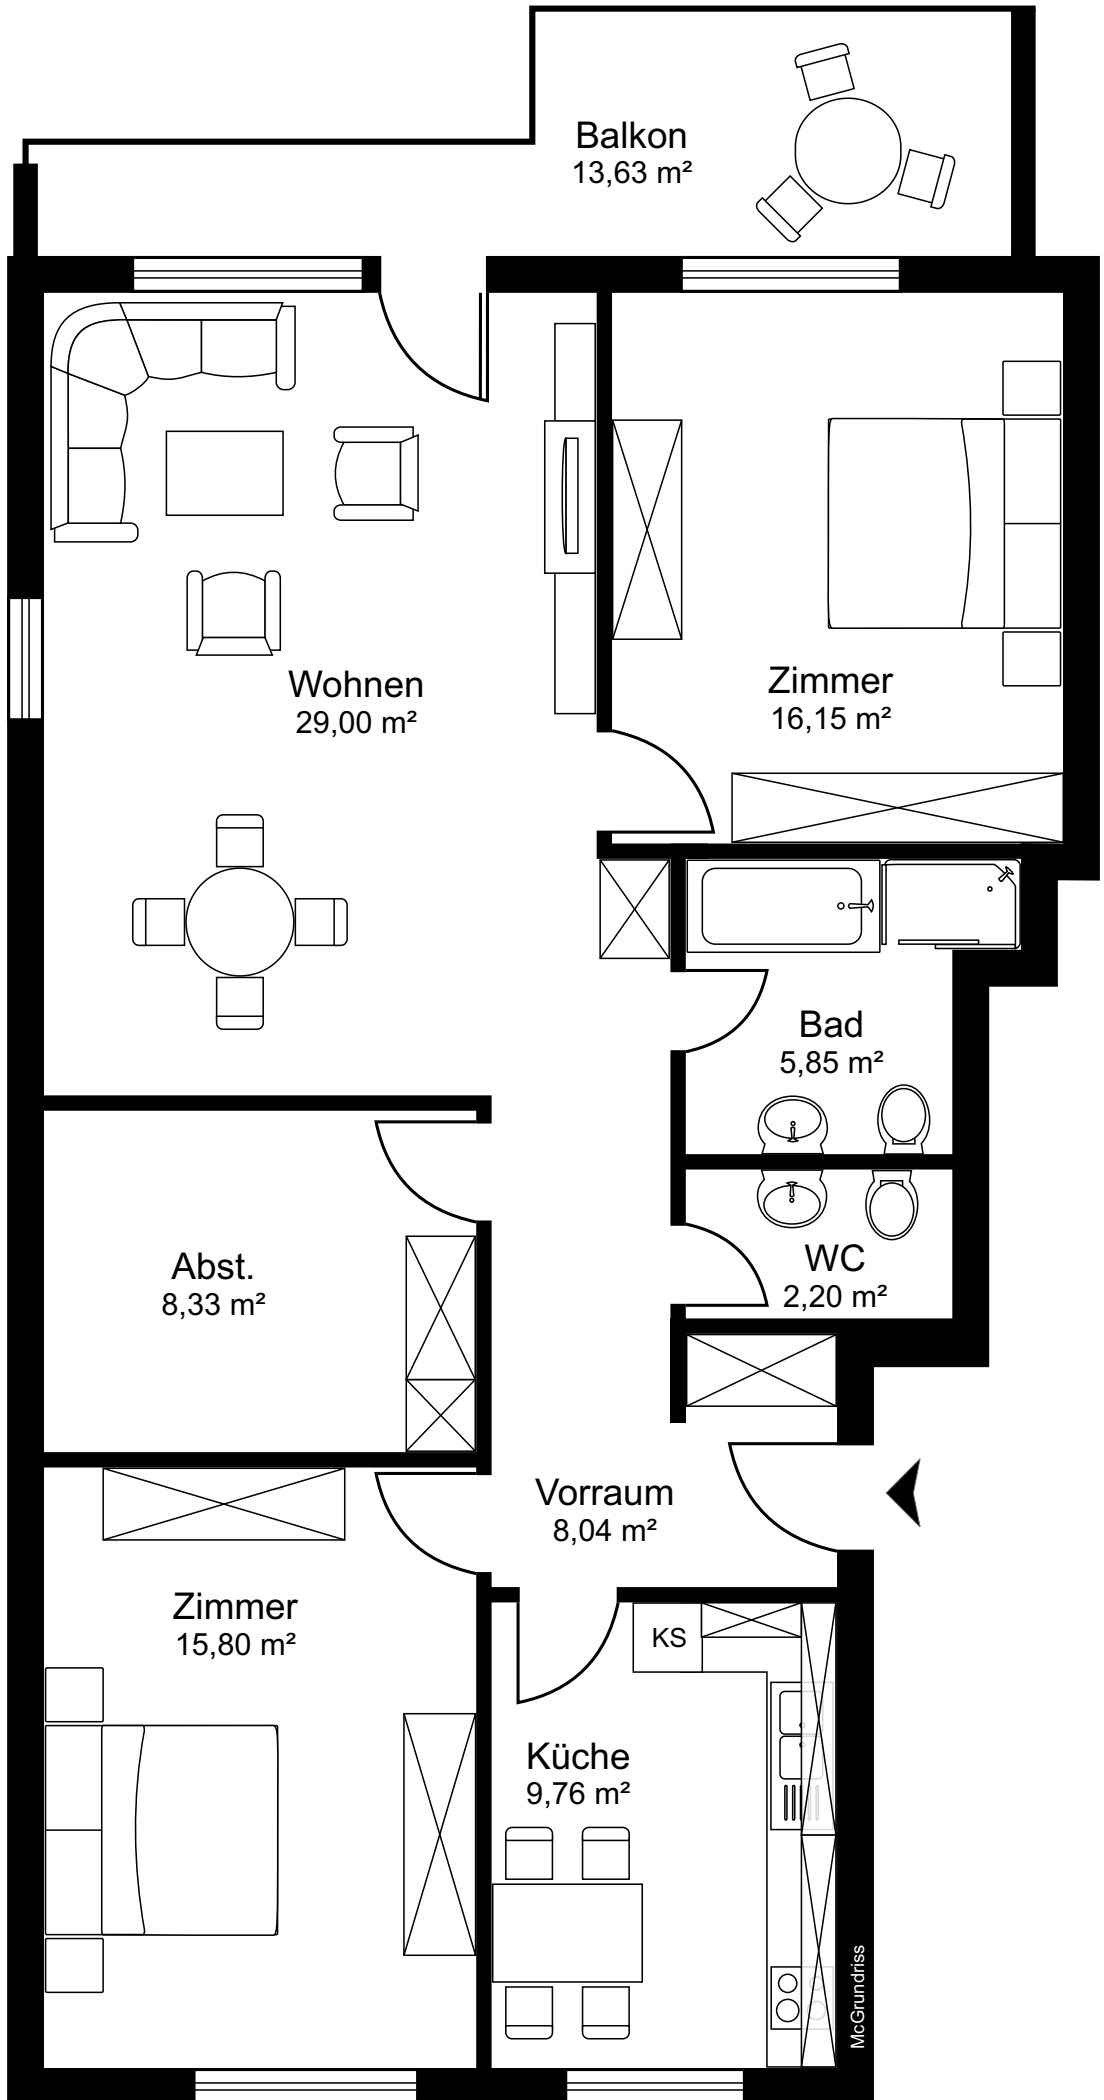 Balkon
13,63 m²
Wohnen
29,00 m²
Zimmer
16,15 m²
Bad
5,85 m²
WC
2,20 m²
Abst.
8,33 m²
Vorraum
8,04 m²
Zimmer
15,80 m²
KS
Küche
9,76 m²
McGrundriss